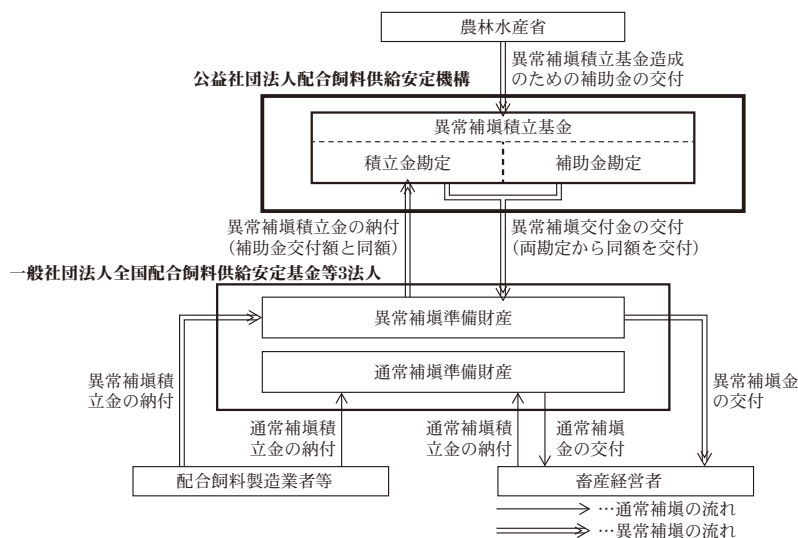 農林水産省
異常補塡積立基金造成
のための補助金の交付
公益社団法人配合飼料供給安定機構
異常補塡積立基金
積立金勘定
補助金勘定
異常補塡積立金の納付
（補助金交付額と同額）
異常補塡交付金の交付
（両勘定から同額を交付）
一般社団法人全国配合飼料供給安定基金等3法人
異常補塡準備財産
通常補塡準備財産
異常補塡積
立金の納付
異常補塡金
の交付
通常補塡積
立金の納付
通常補塡積
立金の納付
通常補塡
金の交付
配合飼料製造業者等
畜産経営者
…通常補塡の流れ
…異常補塡の流れ